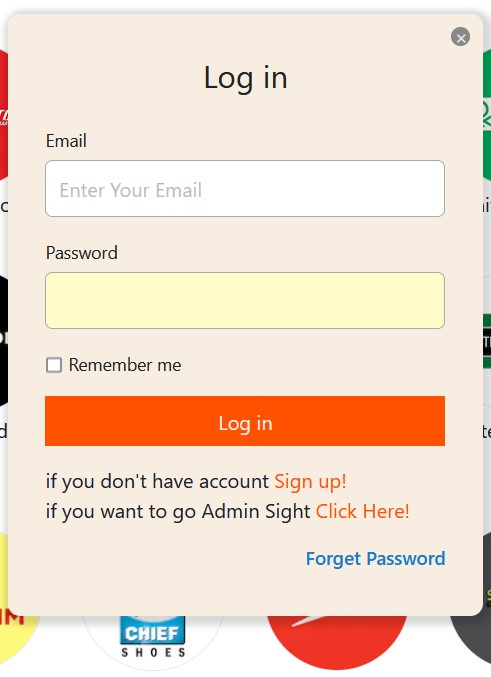 Log in
Email
Enter Your Email
Password
Remember me
Log in
if you don't have account Sign up!
if you want to go Admin Sight Click Here!
Forget Password
CHIEF
SHOES